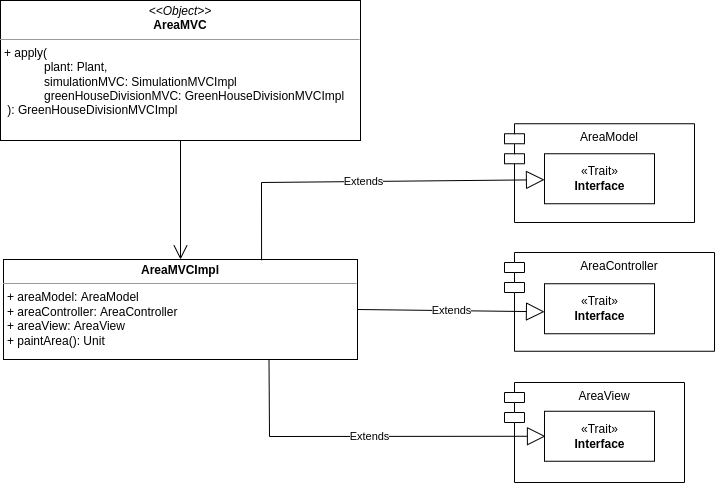 <<Object>>
AreaMVC
+ apply(
plant: Plant,
simulationMVC: SimulationMVCImpl
greenHouseDivisionMVC: GreenHouseDivisionMVCImpl
): GreenHouseDivisionMVCImpl
AreaModel
«Trait»
Interface
Extends
AreaMVCImpl
+ areaModel: AreaModel
+ areaController: AreaController
+ areaView: AreaView
+ paintArea(): Unit
AreaController
«Trait»
Interface
Extends
AreaView
«Trait»
Interface
Extends